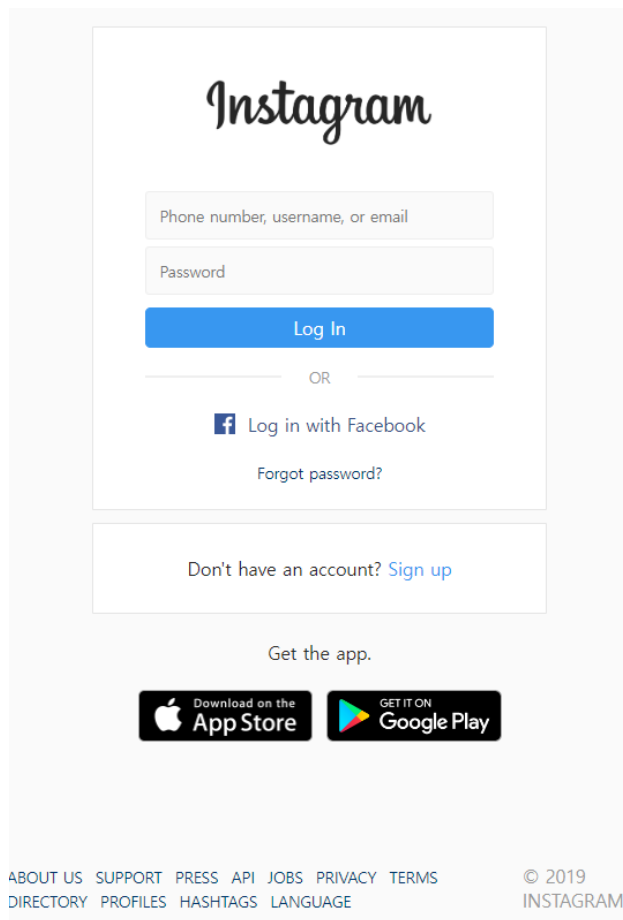 Instagram
Phone number, username, or email
Password
Log In
OR
Log in with Facebook
Forgot password?
Don't have an account? Sign up
Get the app.
Download on the
App Store
GET IT ON
Google Play
ABOUT US SUPPORT PRESS API JOBS PRIVACY TERMS
DIRECTORY PROFILES HASHTAGS LANGUAGE
© 2019
INSTAGRAM